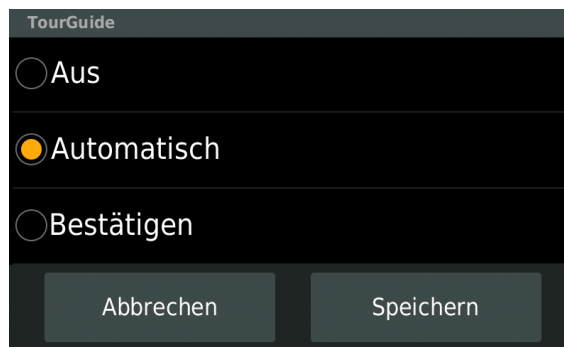 TourGuide
Aus
Automatisch
Bestätigen
Abbrechen
Speichern